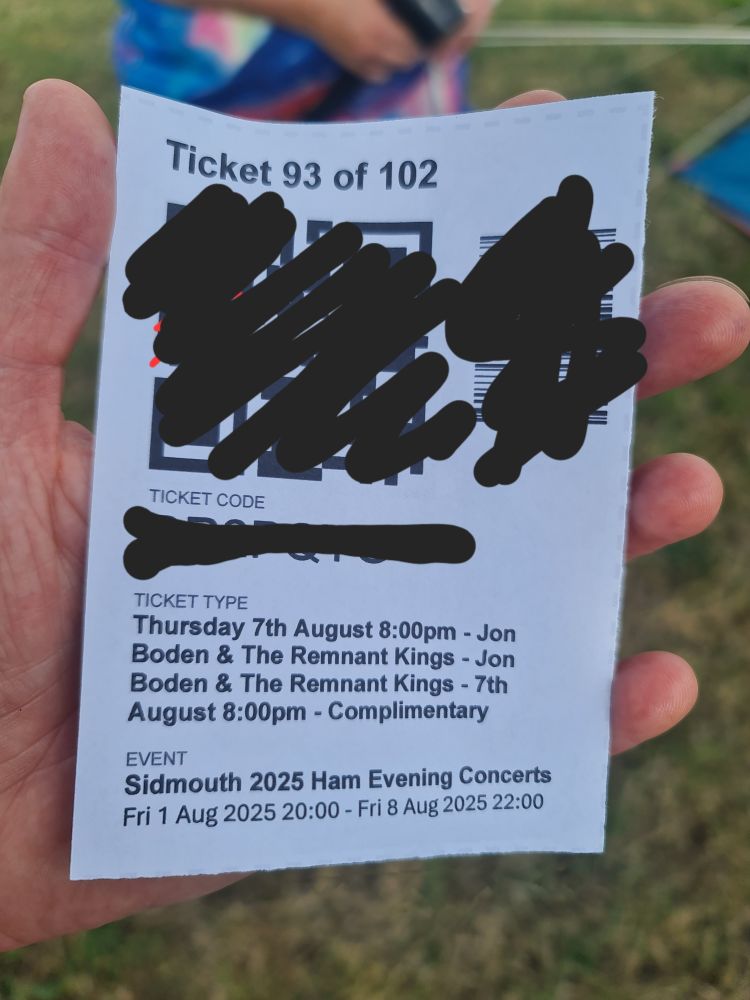 Ticket 93 of 102
TICKET CODE
TICKET TYPE
Thursday 7th August 8:00pm - Jon
Boden & The Remnant Kings - Jon
Boden & The Remnant Kings - 7th
August 8:00pm - Complimentary
EVENT
Sidmouth 2025 Ham Evening Concerts
Fri 1 Aug 2025 20:00 - Fri 8 Aug 2025 22:00